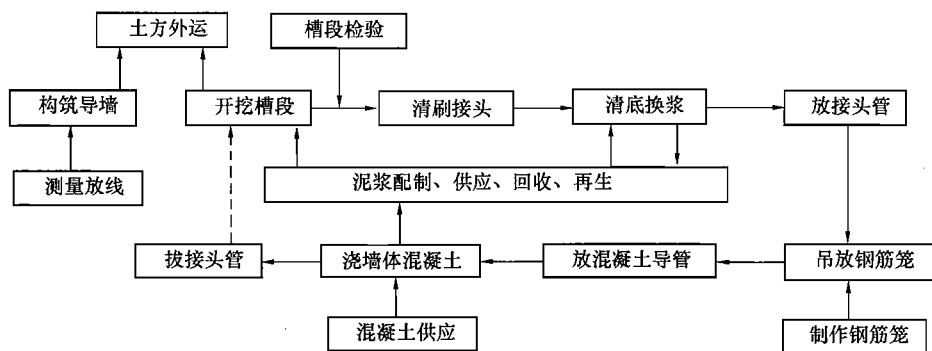 土方外运
槽段检验
构筑导墙
开挖槽段
清刷接头
清底换浆
放接头管
测量放线
泥浆配制、供应、回收、再生
拔接头管
浇墙体混凝土
放混凝土导管
吊放钢筋笼
混凝土供应
制作钢筋笼